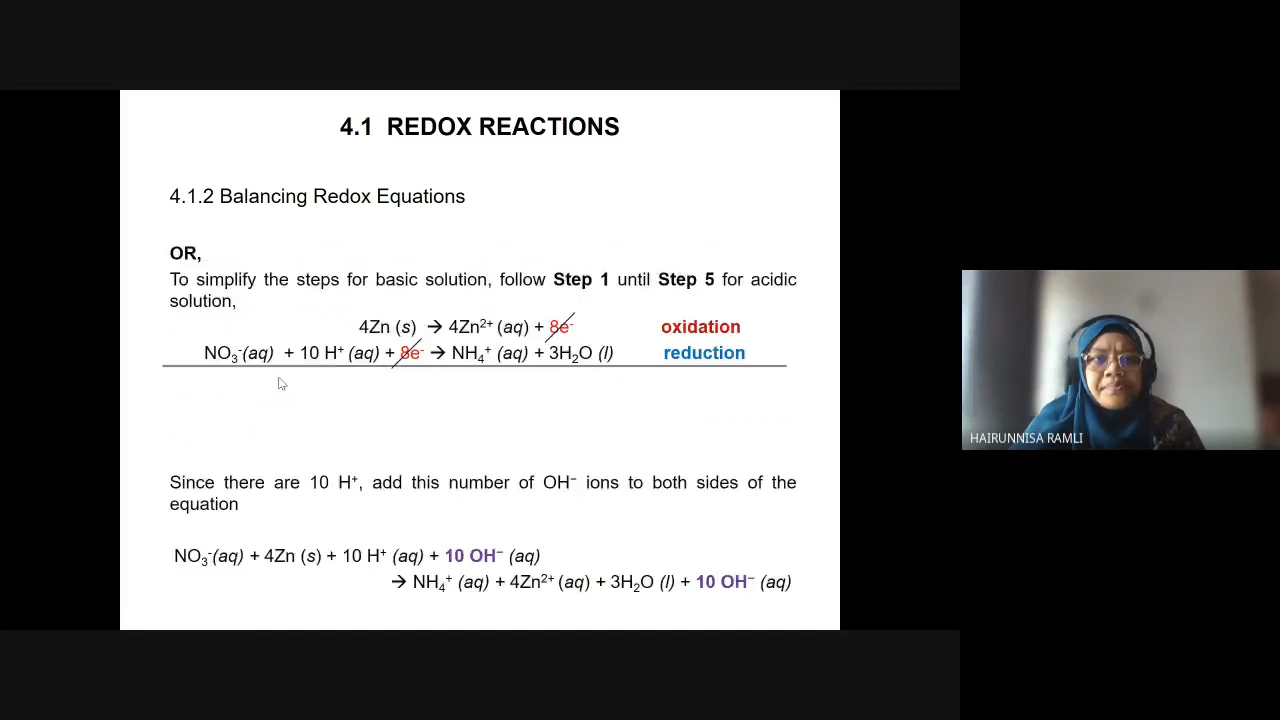 4.1 REDOX REACTIONS
4.1.2 Balancing Redox Equations
OR,
To simplify the steps for basic solution, follow Step 1 until Step 5 for acidic
solution,
4Zn (s) → 4Zn²⁺ (aq) + 8e⁻ oxidation
NO₃⁻(aq) + 10 H⁺ (aq) + 8e⁻ → NH₄⁺ (aq) + 3H₂O (l) reduction
Since there are 10 H⁺, add this number of OH⁻ ions to both sides of the
equation
NO₃⁻(aq) + 4Zn (s) + 10 H⁺ (aq) + 10 OH⁻ (aq)
→ NH₄⁺ (aq) + 4Zn²⁺ (aq) + 3H₂O (l) + 10 OH⁻ (aq)
HAIRUNNISA RAMLI